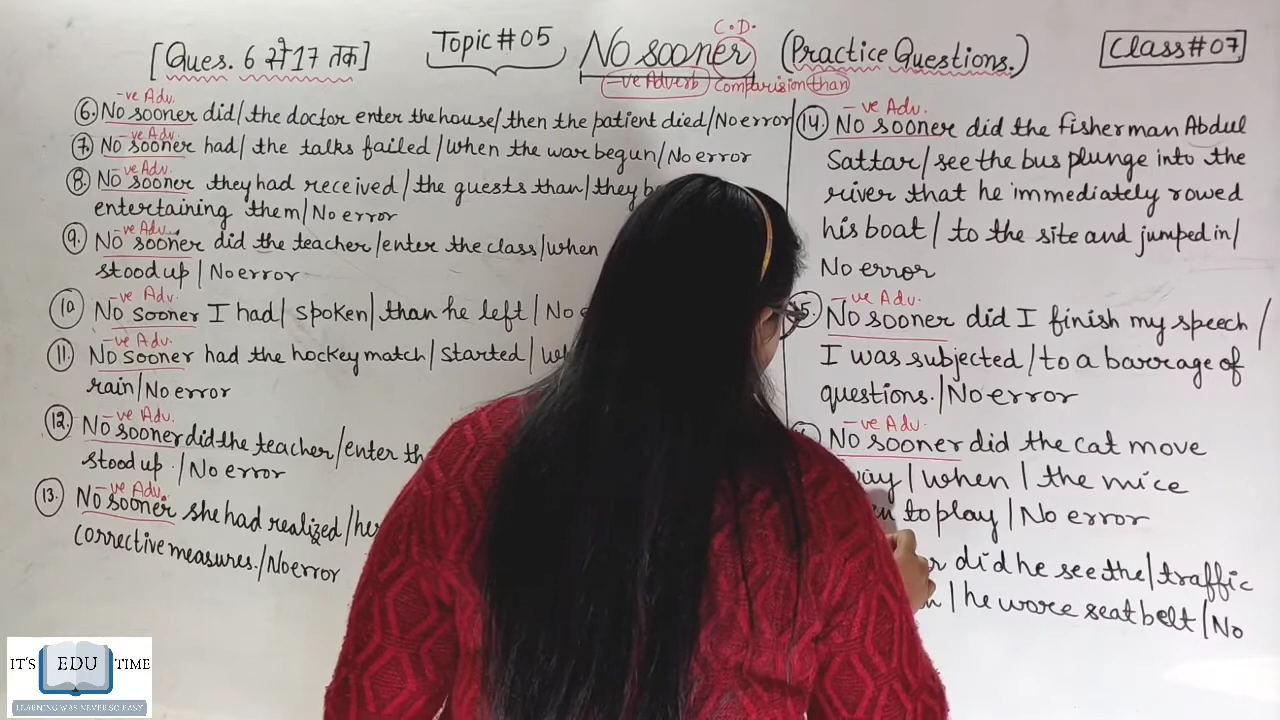 [Ques. 6 से 17 तक]
Topic # 05
C.D.
No sooner
(Practice Questions.)
Class # 07
-ve Adverb comparision than
-ve Adv.
6. No sooner did/ the doctor enter the house/ then the patient died/ No error
-ve Adv.
7. No sooner had/ the talks failed/ when the war begun/ No error
-ve Adv.
8. No sooner they had received/ the guests than/ they
entertaining them/ No error
-ve Adv.
9. No sooner did the teacher/enter the class/when
stood up/ No error
-ve Adv.
10 No sooner I had/ spoken/ than he left/ No
-ve Adv.
11. No sooner had the hockey match/ started/
rain/ No error
-ve Adv.
12. No sooner did the teacher/enter
stood up./ No error
-ve Adv.
13. No sooner she had realized/
corrective measures./ No error
-ve Adv.
14. No sooner did the fisherman Abdul
Sattar/ see the bus plunge into the
river that he immediately rowed
his boat/ to the site and jumped in/
No error
-ve Adv.
5. No sooner did I finish my speech/
I was subjected/ to a barrage of
questions./ No error
-ve Adv.
No sooner did the cat move
/ when/ the mice
to play/ No error
did he see the/ traffic
/ he wore seat belt/ No
IT'S EDU TIME
LEARNING WAS NEVER SO EASY